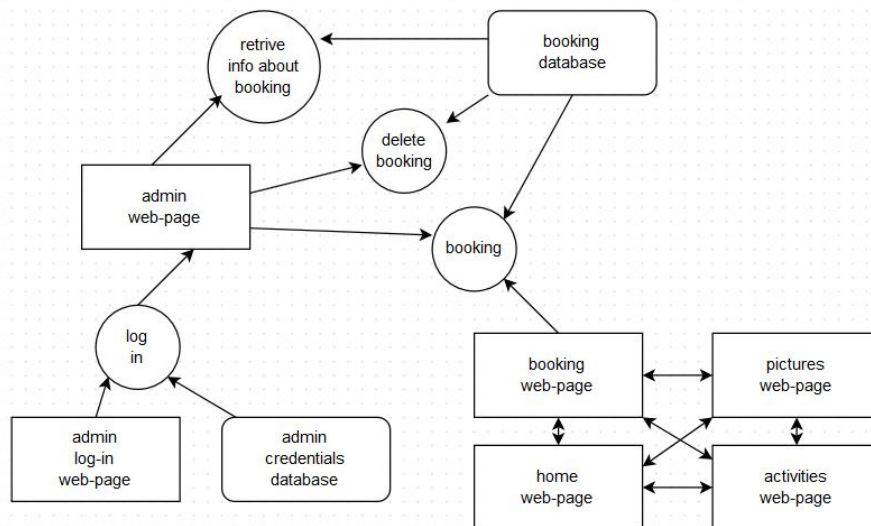 retrive
info about
booking
booking
database
delete
booking
admin
web-page
booking
log
in
booking
web-page
pictures
web-page
admin
log-in
web-page
admin
credentials
database
home
web-page
activities
web-page